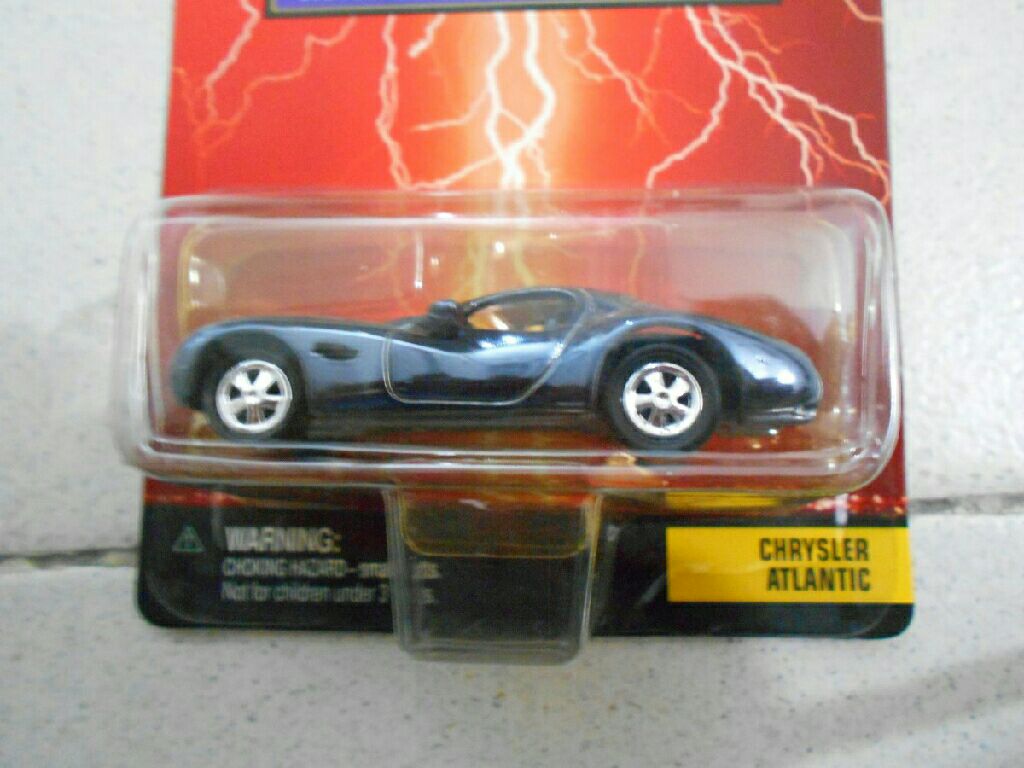 WARNING:
CHOKING HAZARD-
Not for children under 3
CHRYSLER
ATLANTIC